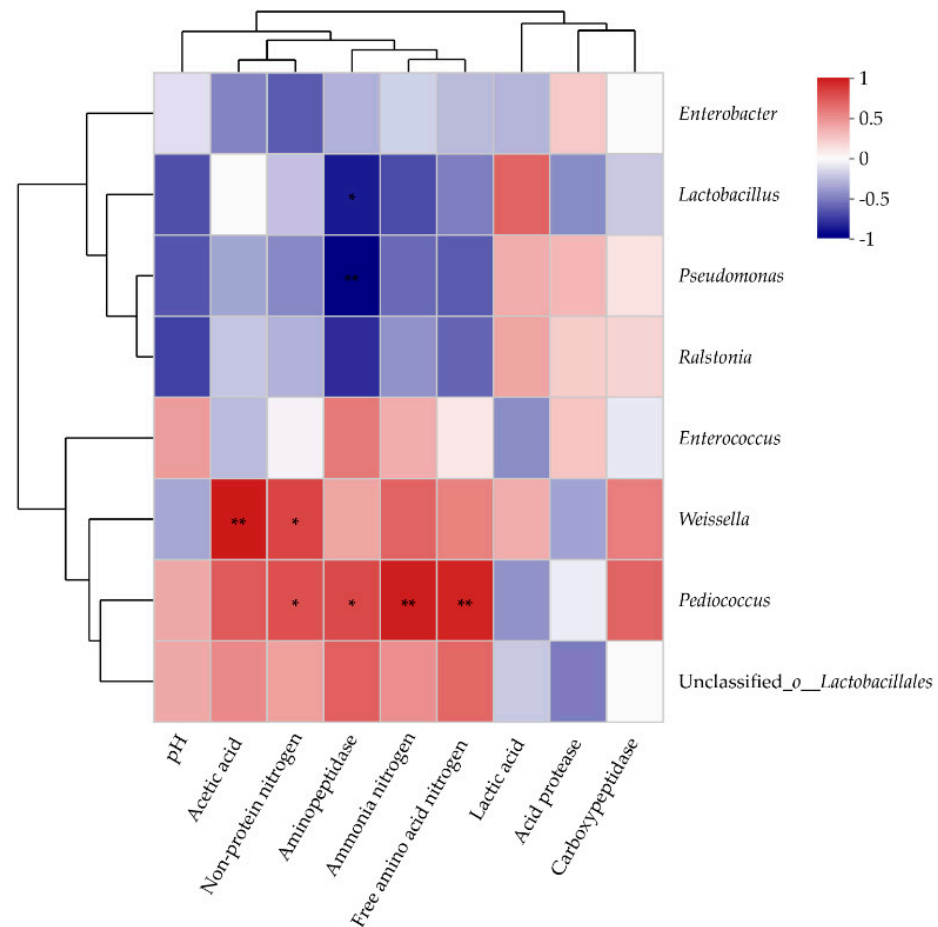 1
Enterobacter
0.5
0
Lactobacillus
*
-0.5
-1
Pseudomonas
**
Ralstonia
Enterococcus
** * Weissella
* * ** ** Pediococcus
Unclassified_o__Lactobacillales
pH
Acetic acid
Non-protein nitrogen
Aminopeptidase
Ammonia nitrogen
Free amino acid nitrogen
Lactic acid
Acid protease
Carboxypeptidase